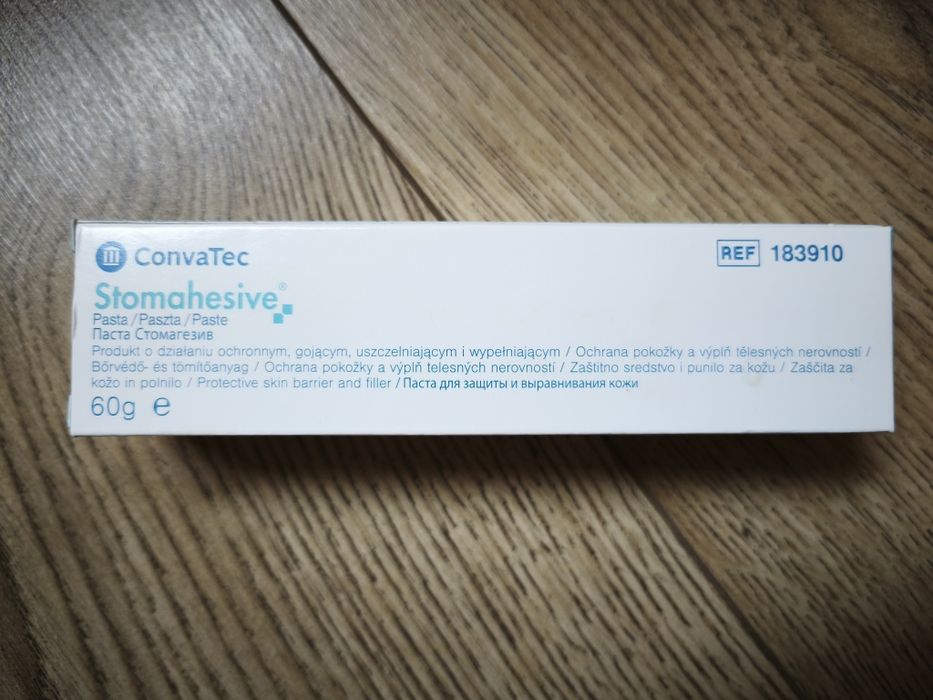 ConvaTec
REF 183910
Stomahesive®
Pasta/Paszta/Paste
Паста Стомагезив
Produkt o działaniu ochronnym, gojącym, uszczelniającym i wypełniającym / Ochrana pokožky a výplň tělesných nerovností /
Bőrvédő- és tömítőanyag / Ochrana pokožky a výplň telesných nerovností / Zaštitno sredstvo i punilo za kožu / Zaščita za
kožo in polnilo / Protective skin barrier and filler / Паста для защиты и выравнивания кожи
60g ℮